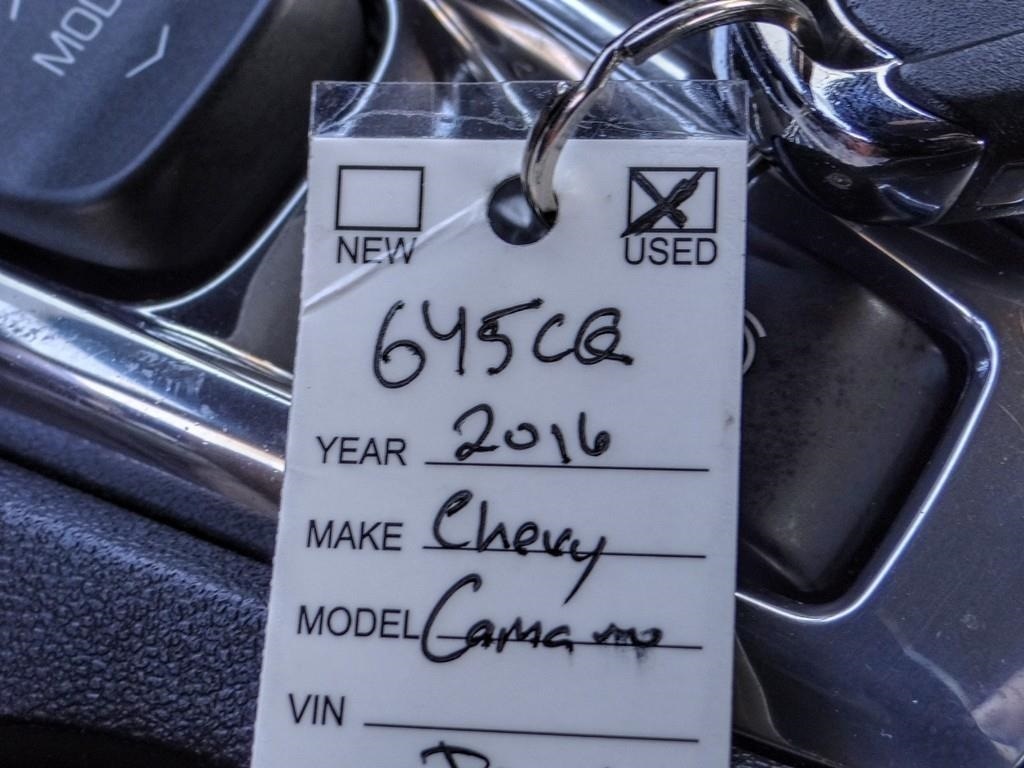 MOD
NEW USED
645CQ
YEAR 2016
MAKE Chevy
MODEL Camaro
VIN